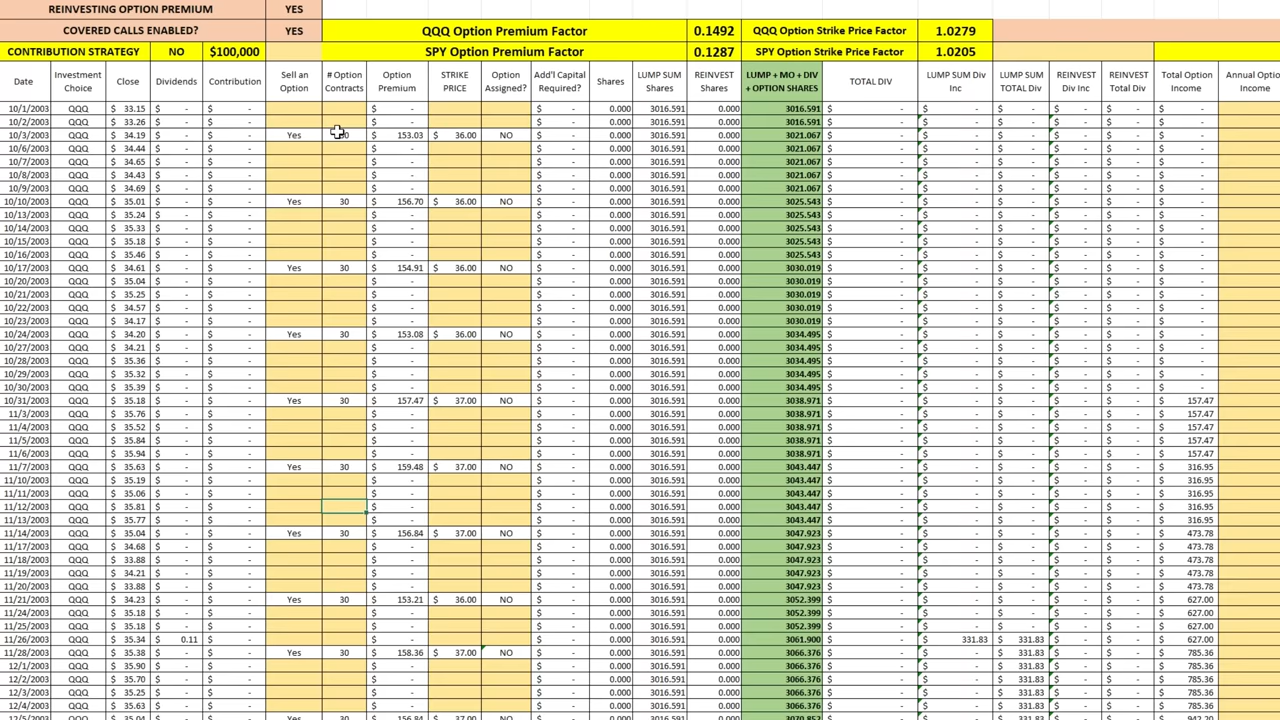 REINVESTING OPTION PREMIUM YES
COVERED CALLS ENABLED? YES QQQ Option Premium Factor 0.1492 QQQ Option Strike Price Factor 1.0279
CONTRIBUTION STRATEGY NO $100,000 SPY Option Premium Factor 0.1287 SPY Option Strike Price Factor 1.0205
Date Investment Choice Close Dividends Contribution Sell an Option # Option Contracts Option Premium STRIKE PRICE Option Assigned? Add'l Capital Required? Shares LUMP SUM Shares REINVEST Shares LUMP + MO + DIV + OPTION SHARES TOTAL DIV LUMP SUM Div Inc LUMP SUM TOTAL Div REINVEST Div Inc REINVEST Total Div Total Option Income Annual Optio Income
10/1/2003 QQQ $ 33.15 $ - $ - $ - $ - 0.000 3016.591 0.000 3016.591 $ - $ - $ - $ - $ - $ -
10/2/2003 QQQ $ 33.26 $ - $ - $ - $ - 0.000 3016.591 0.000 3016.591 $ - $ - $ - $ - $ - $ -
10/3/2003 QQQ $ 34.19 $ - $ - Yes $ 153.03 $ 36.00 NO $ - 0.000 3016.591 0.000 3021.067 $ - $ - $ - $ - $ - $ -
10/6/2003 QQQ $ 34.44 $ - $ - $ - $ - 0.000 3016.591 0.000 3021.067 $ - $ - $ - $ - $ - $ -
10/7/2003 QQQ $ 34.65 $ - $ - $ - $ - 0.000 3016.591 0.000 3021.067 $ - $ - $ - $ - $ - $ -
10/8/2003 QQQ $ 34.43 $ - $ - $ - $ - 0.000 3016.591 0.000 3021.067 $ - $ - $ - $ - $ - $ -
10/9/2003 QQQ $ 34.69 $ - $ - $ - $ - 0.000 3016.591 0.000 3021.067 $ - $ - $ - $ - $ - $ -
10/10/2003 QQQ $ 35.01 $ - $ - Yes 30 $ 156.70 $ 36.00 NO $ - 0.000 3016.591 0.000 3025.543 $ - $ - $ - $ - $ - $ -
10/13/2003 QQQ $ 35.24 $ - $ - $ - $ - 0.000 3016.591 0.000 3025.543 $ - $ - $ - $ - $ - $ -
10/14/2003 QQQ $ 35.33 $ - $ - $ - $ - 0.000 3016.591 0.000 3025.543 $ - $ - $ - $ - $ - $ -
10/15/2003 QQQ $ 35.18 $ - $ - $ - $ - 0.000 3016.591 0.000 3025.543 $ - $ - $ - $ - $ - $ -
10/16/2003 QQQ $ 35.46 $ - $ - $ - $ - 0.000 3016.591 0.000 3025.543 $ - $ - $ - $ - $ - $ -
10/17/2003 QQQ $ 34.61 $ - $ - Yes 30 $ 154.91 $ 36.00 NO $ - 0.000 3016.591 0.000 3030.019 $ - $ - $ - $ - $ - $ -
10/20/2003 QQQ $ 35.04 $ - $ - $ - $ - 0.000 3016.591 0.000 3030.019 $ - $ - $ - $ - $ - $ -
10/21/2003 QQQ $ 35.25 $ - $ - $ - $ - 0.000 3016.591 0.000 3030.019 $ - $ - $ - $ - $ - $ -
10/22/2003 QQQ $ 34.57 $ - $ - $ - $ - 0.000 3016.591 0.000 3030.019 $ - $ - $ - $ - $ - $ -
10/23/2003 QQQ $ 34.17 $ - $ - $ - $ - 0.000 3016.591 0.000 3030.019 $ - $ - $ - $ - $ - $ -
10/24/2003 QQQ $ 34.20 $ - $ - Yes 30 $ 153.08 $ 36.00 NO $ - 0.000 3016.591 0.000 3034.495 $ - $ - $ - $ - $ - $ -
10/27/2003 QQQ $ 34.21 $ - $ - $ - $ - 0.000 3016.591 0.000 3034.495 $ - $ - $ - $ - $ - $ -
10/28/2003 QQQ $ 35.36 $ - $ - $ - $ - 0.000 3016.591 0.000 3034.495 $ - $ - $ - $ - $ - $ -
10/29/2003 QQQ $ 35.32 $ - $ - $ - $ - 0.000 3016.591 0.000 3034.495 $ - $ - $ - $ - $ - $ -
10/30/2003 QQQ $ 35.39 $ - $ - $ - $ - 0.000 3016.591 0.000 3034.495 $ - $ - $ - $ - $ - $ -
10/31/2003 QQQ $ 35.18 $ - $ - Yes 30 $ 157.47 $ 37.00 NO $ - 0.000 3016.591 0.000 3038.971 $ - $ - $ - $ - $ - $ 157.47
11/3/2003 QQQ $ 35.76 $ - $ - $ - $ - 0.000 3016.591 0.000 3038.971 $ - $ - $ - $ - $ - $ 157.47
11/4/2003 QQQ $ 35.52 $ - $ - $ - $ - 0.000 3016.591 0.000 3038.971 $ - $ - $ - $ - $ - $ 157.47
11/5/2003 QQQ $ 35.84 $ - $ - $ - $ - 0.000 3016.591 0.000 3038.971 $ - $ - $ - $ - $ - $ 157.47
11/6/2003 QQQ $ 35.94 $ - $ - $ - $ - 0.000 3016.591 0.000 3038.971 $ - $ - $ - $ - $ - $ 157.47
11/7/2003 QQQ $ 35.63 $ - $ - Yes 30 $ 159.48 $ 37.00 NO $ - 0.000 3016.591 0.000 3043.447 $ - $ - $ - $ - $ - $ 316.95
11/10/2003 QQQ $ 35.19 $ - $ - $ - $ - 0.000 3016.591 0.000 3043.447 $ - $ - $ - $ - $ - $ 316.95
11/11/2003 QQQ $ 35.06 $ - $ - $ - $ - 0.000 3016.591 0.000 3043.447 $ - $ - $ - $ - $ - $ 316.95
11/12/2003 QQQ $ 35.81 $ - $ - $ - $ - 0.000 3016.591 0.000 3043.447 $ - $ - $ - $ - $ - $ 316.95
11/13/2003 QQQ $ 35.77 $ - $ - $ - $ - 0.000 3016.591 0.000 3043.447 $ - $ - $ - $ - $ - $ 316.95
11/14/2003 QQQ $ 35.04 $ - $ - Yes 30 $ 156.84 $ 37.00 NO $ - 0.000 3016.591 0.000 3047.923 $ - $ - $ - $ - $ - $ 473.78
11/17/2003 QQQ $ 34.68 $ - $ - $ - $ - 0.000 3016.591 0.000 3047.923 $ - $ - $ - $ - $ - $ 473.78
11/18/2003 QQQ $ 33.88 $ - $ - $ - $ - 0.000 3016.591 0.000 3047.923 $ - $ - $ - $ - $ - $ 473.78
11/19/2003 QQQ $ 34.21 $ - $ - $ - $ - 0.000 3016.591 0.000 3047.923 $ - $ - $ - $ - $ - $ 473.78
11/20/2003 QQQ $ 33.88 $ - $ - $ - $ - 0.000 3016.591 0.000 3047.923 $ - $ - $ - $ - $ - $ 473.78
11/21/2003 QQQ $ 34.23 $ - $ - Yes 30 $ 153.21 $ 36.00 NO $ - 0.000 3016.591 0.000 3052.399 $ - $ - $ - $ - $ - $ 627.00
11/24/2003 QQQ $ 35.18 $ - $ - $ - $ - 0.000 3016.591 0.000 3052.399 $ - $ - $ - $ - $ - $ 627.00
11/25/2003 QQQ $ 35.18 $ - $ - $ - $ - 0.000 3016.591 0.000 3052.399 $ - $ - $ - $ - $ - $ 627.00
11/26/2003 QQQ $ 35.34 $ 0.11 $ - $ - $ - 0.000 3016.591 0.000 3061.900 $ - $ 331.83 $ 331.83 $ - $ - $ 627.00
11/28/2003 QQQ $ 35.38 $ - $ - Yes 30 $ 158.36 $ 37.00 NO $ - 0.000 3016.591 0.000 3066.376 $ - $ - $ 331.83 $ - $ - $ 785.36
12/1/2003 QQQ $ 35.90 $ - $ - $ - $ - 0.000 3016.591 0.000 3066.376 $ - $ - $ 331.83 $ - $ - $ 785.36
12/2/2003 QQQ $ 35.70 $ - $ - $ - $ - 0.000 3016.591 0.000 3066.376 $ - $ - $ 331.83 $ - $ - $ 785.36
12/3/2003 QQQ $ 35.25 $ - $ - $ - $ - 0.000 3016.591 0.000 3066.376 $ - $ - $ 331.83 $ - $ - $ 785.36
12/4/2003 QQQ $ 35.63 $ - $ - $ - $ - 0.000 3016.591 0.000 3066.376 $ - $ - $ 331.83 $ - $ - $ 785.36
12/5/2003 QQQ $ 35.04 $ - $ - Yes 30 $ 156.84 $ 37.00 NO $ - 0.000 3016.591 0.000 3070.852 $ - $ - $ 331.83 $ - $ - $ 942.20